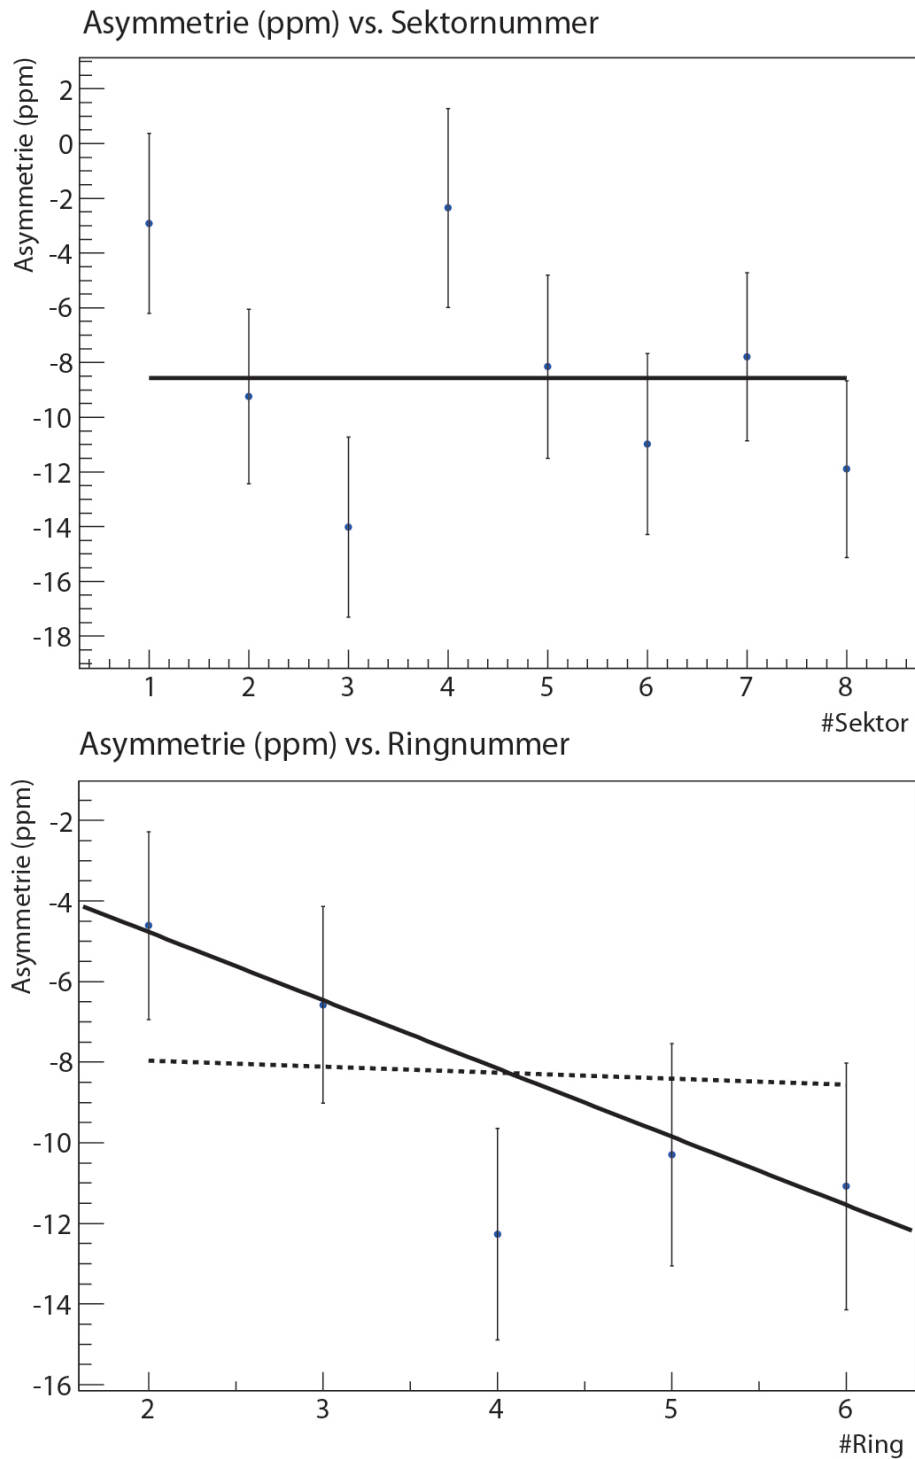 Asymmetrie (ppm) vs. Sektornummer
Asymmetrie (ppm)
2
0
-2
-4
-6
-8
-10
-12
-14
-16
-18
1 2 3 4 5 6 7 8
#Sektor
Asymmetrie (ppm) vs. Ringnummer
Asymmetrie (ppm)
-2
-4
-6
-8
-10
-12
-14
-16
2 3 4 5 6
#Ring